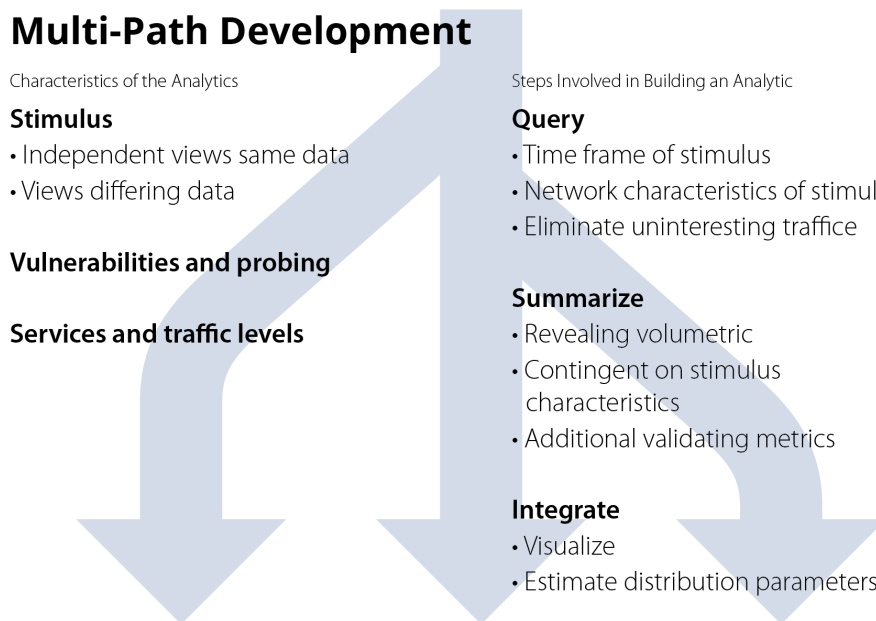 Multi-Path Development
Characteristics of the Analytics
Stimulus
• Independent views same data
• Views differing data
Vulnerabilities and probing
Services and traffic levels
Steps Involved in Building an Analytic
Query
• Time frame of stimulus
• Network characteristics of stimul
• Eliminate uninteresting traffice
Summarize
• Revealing volumetric
• Contingent on stimulus
characteristics
• Additional validating metrics
Integrate
• Visualize
• Estimate distribution parameters